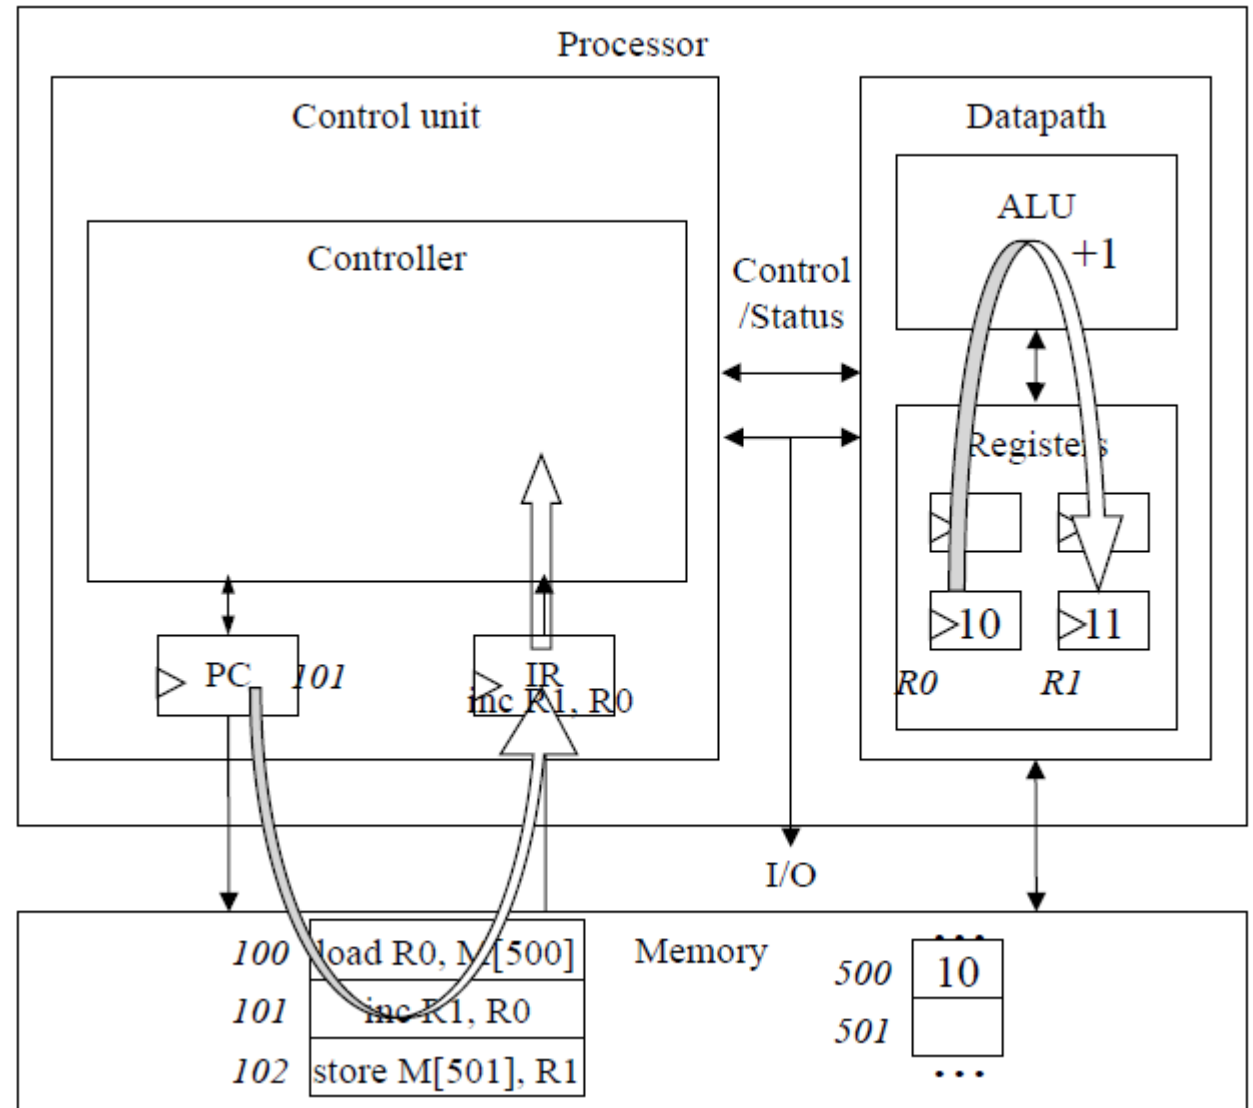 Processor
Control unit
Datapath
ALU
+1
Controller
Control
/Status
Registers
10
11
R0
R1
PC
101
IR
inc R1, R0
I/O
Memory
100
load R0, M[500]
101
inc R1, R0
102
store M[501], R1
...
500
10
501
...